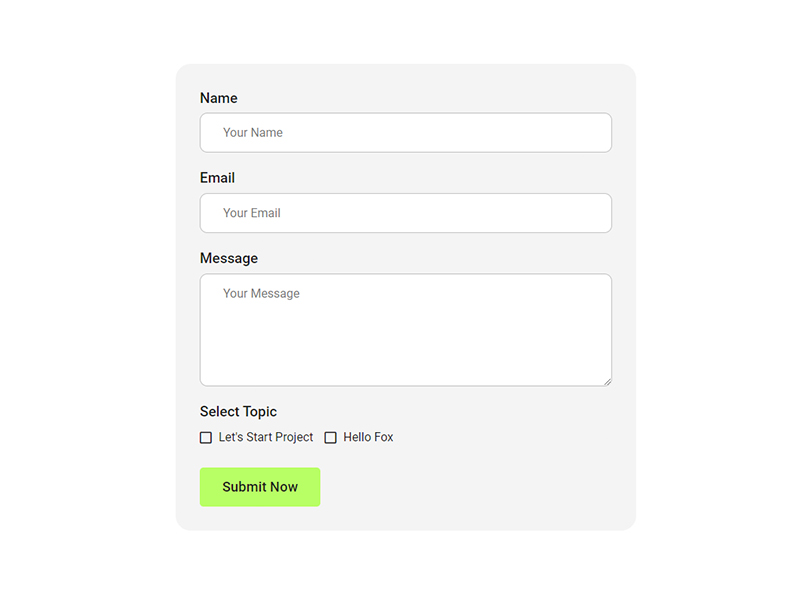 Name
Your Name
Email
Your Email
Message
Your Message
Select Topic
Let's Start Project Hello Fox
Submit Now